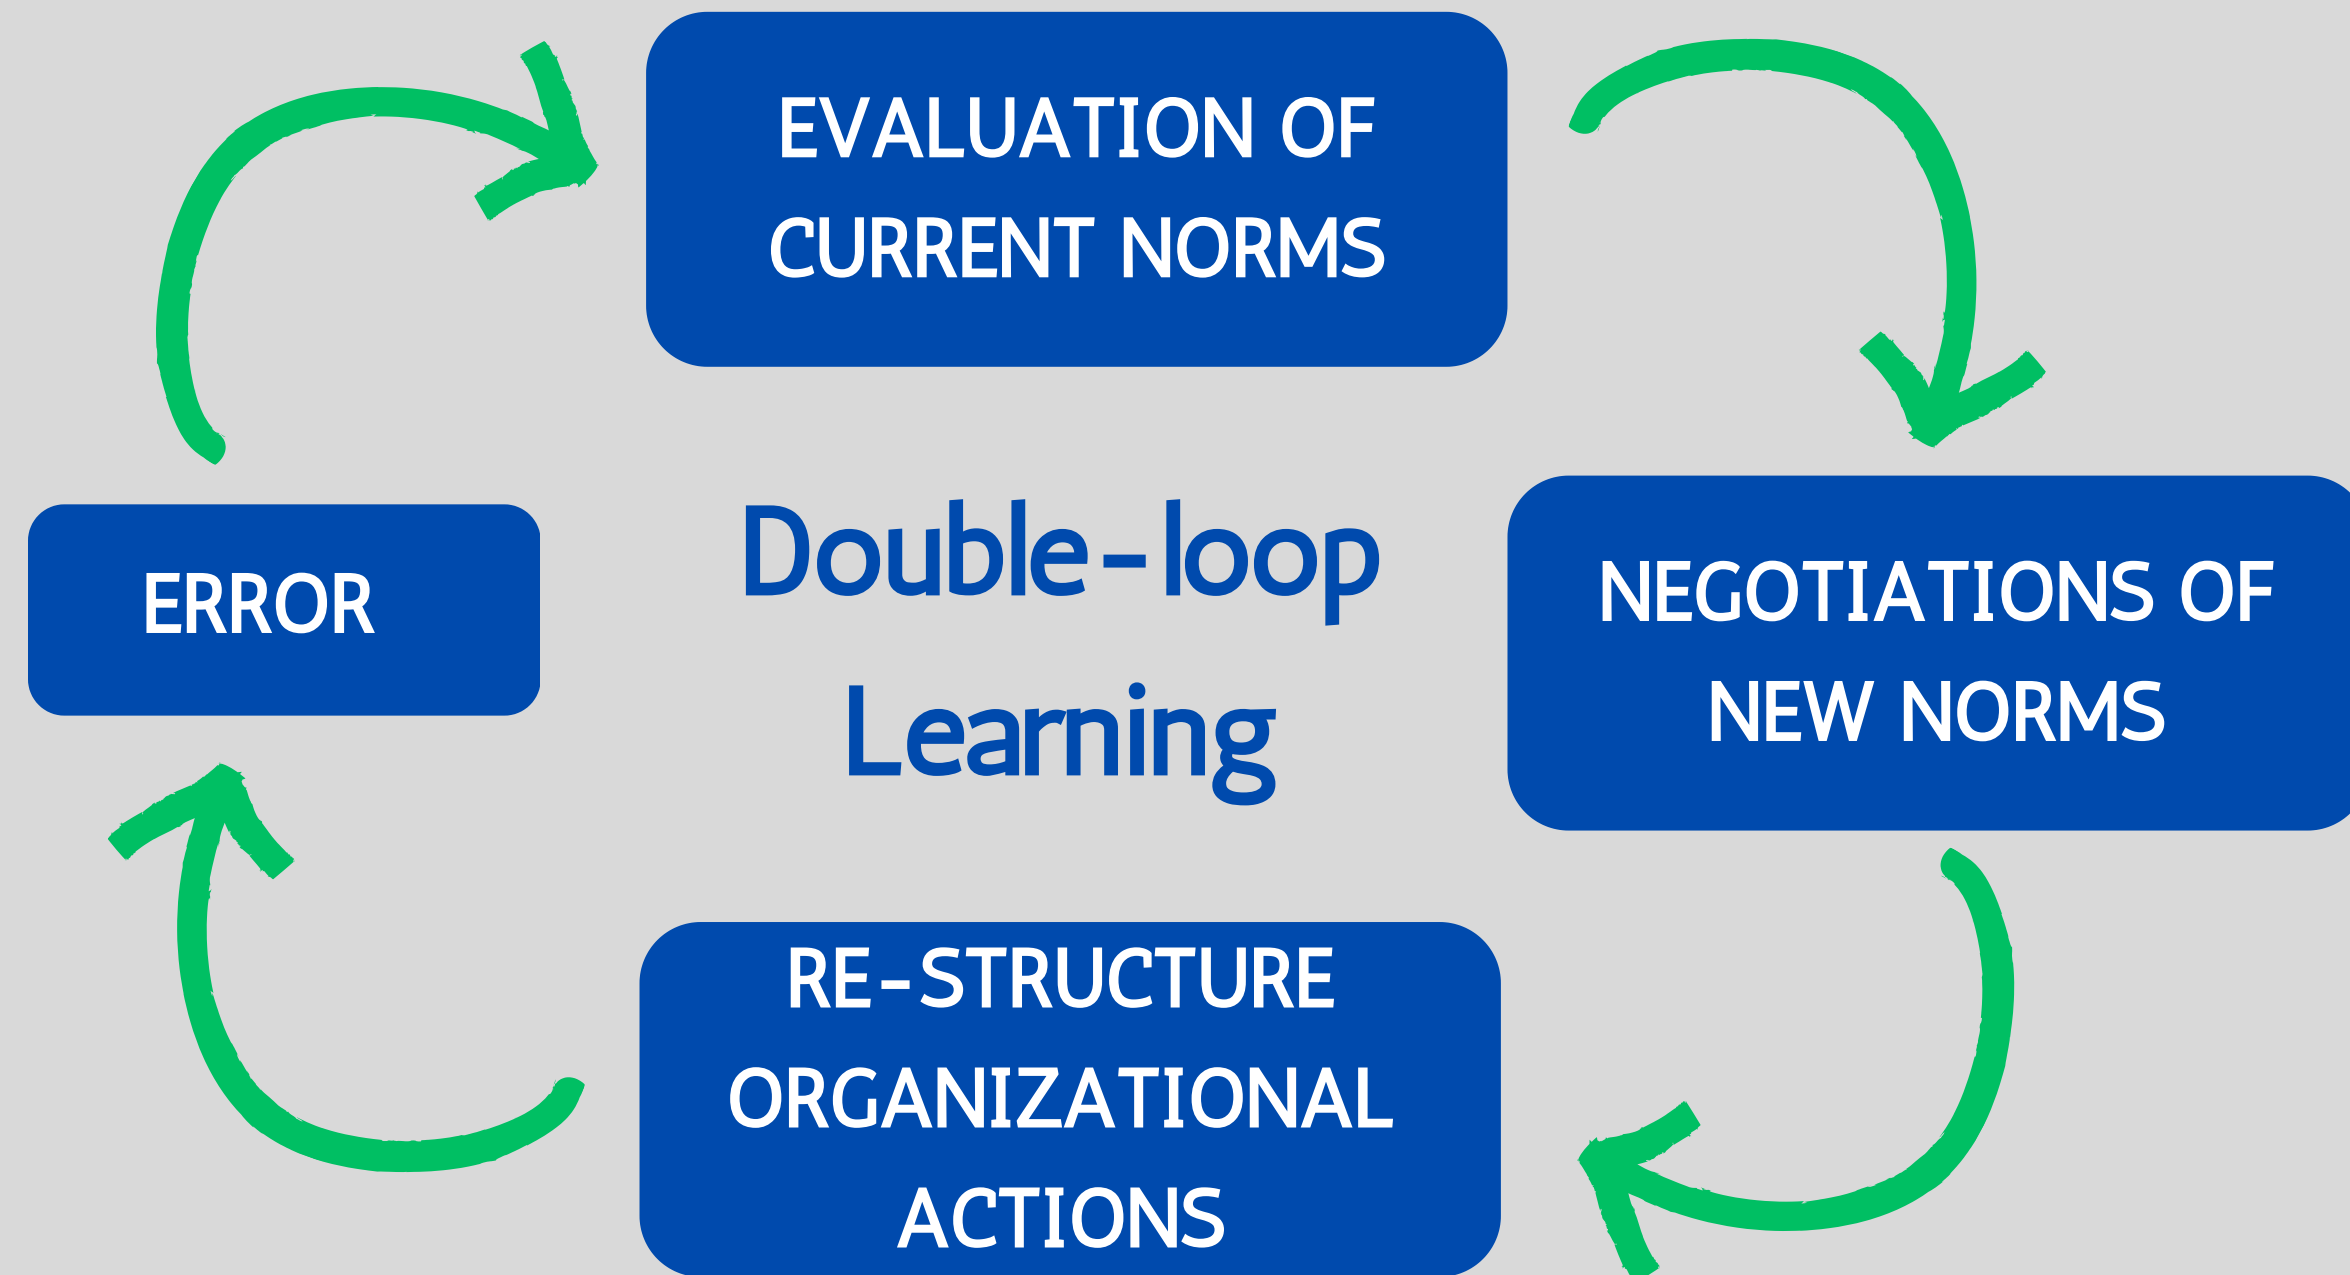 EVALUATION OF
CURRENT NORMS
ERROR
Double-loop
Learning
NEGOTIATIONS OF
NEW NORMS
RE-STRUCTURE
ORGANIZATIONAL
ACTIONS